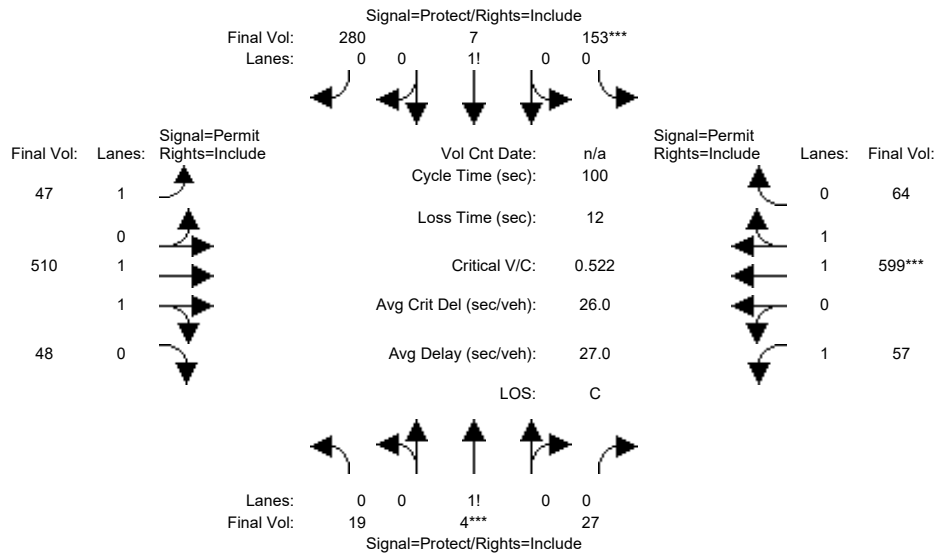 Signal=Protect/Rights=Include
Final Vol: 280 7 153***
Lanes: 0 0 1! 0 0
Signal=Permit Signal=Permit
Final Vol: Lanes: Rights=Include Vol Cnt Date: n/a Rights=Include Lanes: Final Vol:
Cycle Time (sec): 100
47 1 0 64
Loss Time (sec): 12
0 1
510 1 Critical V/C: 0.522 1 599***
1 Avg Crit Del (sec/veh): 26.0 0
48 0 Avg Delay (sec/veh): 27.0 1 57
LOS: C
Lanes: 0 0 1! 0 0
Final Vol: 19 4*** 27
Signal=Protect/Rights=Include